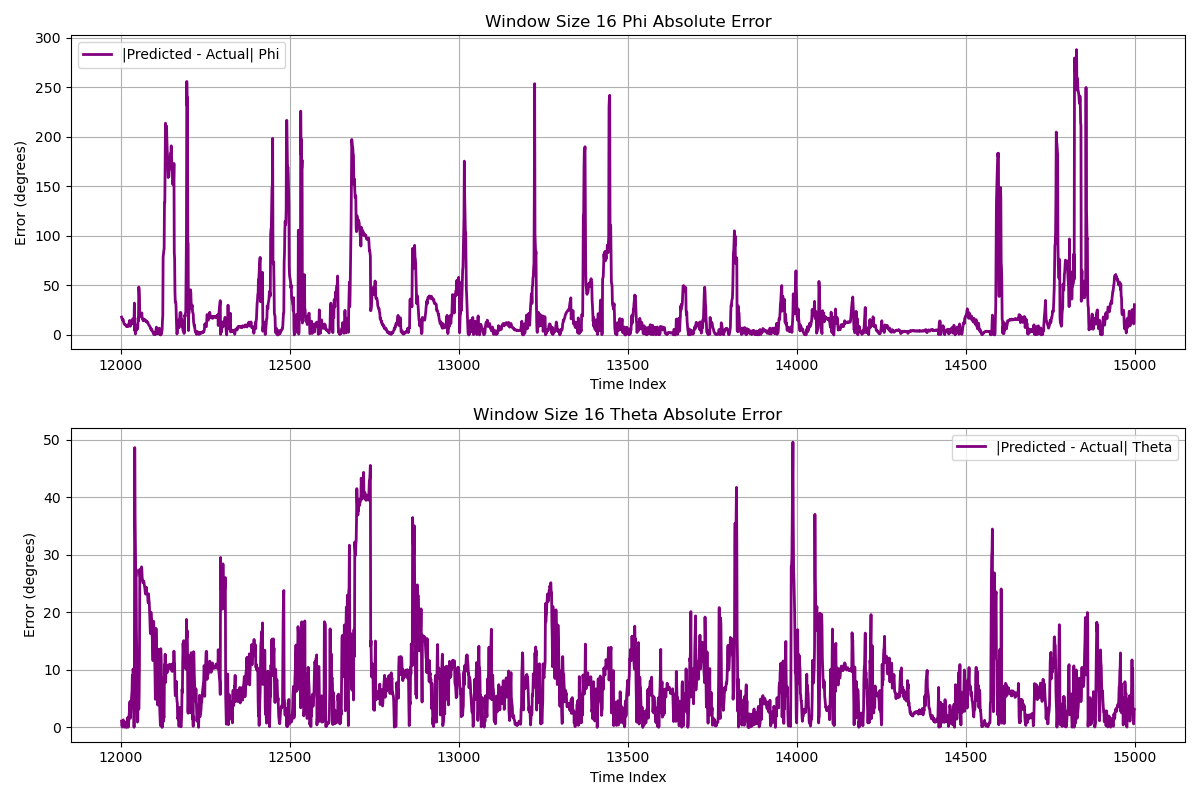 Window Size 16 Phi Absolute Error
|Predicted - Actual| Phi
Error (degrees)
300
250
200
150
100
50
0
12000 12500 13000 13500 14000 14500 15000
Time Index
Window Size 16 Theta Absolute Error
|Predicted - Actual| Theta
Error (degrees)
50
40
30
20
10
0
12000 12500 13000 13500 14000 14500 15000
Time Index